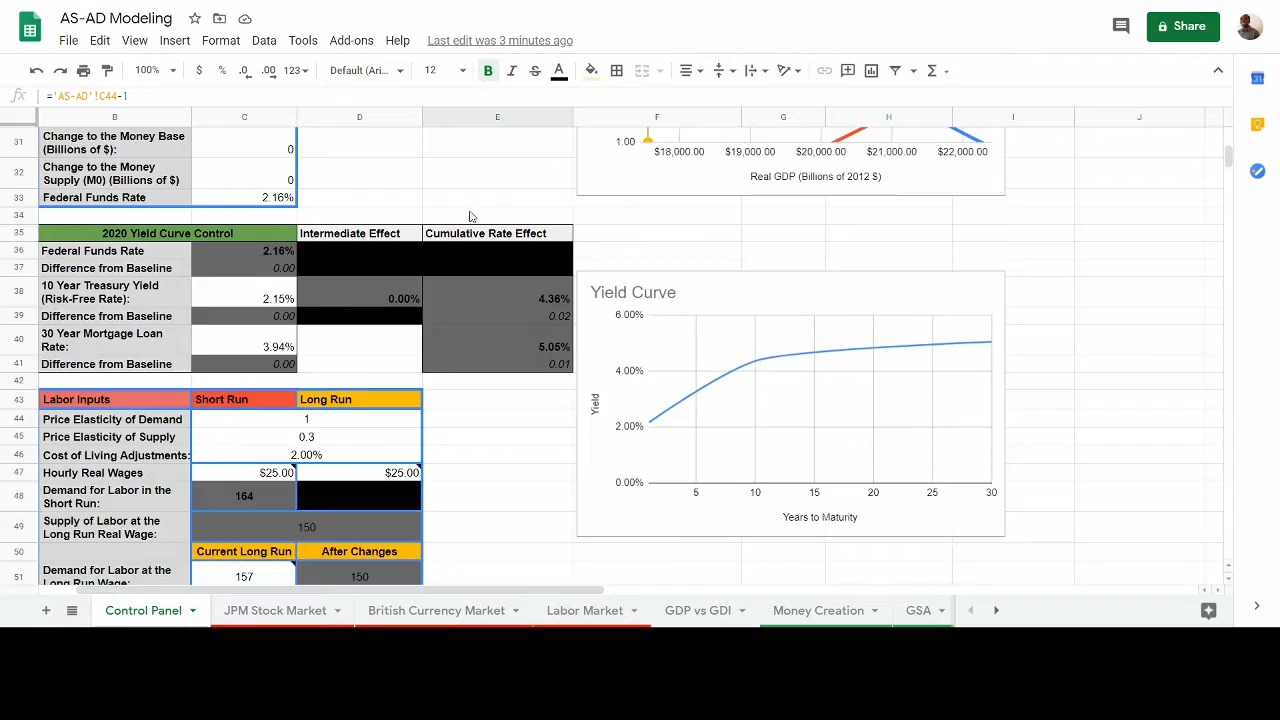 AS-AD Modeling
File Edit View Insert Format Data Tools Add-ons Help Last edit was 3 minutes ago
Share
100% $ % .0 .00 123 Default (Ari... 12 B I S A
fx ='AS-AD'!C44-1
B C D E F G H I J
31 Change to the Money Base
(Billions of $): 0
32 Change to the Money
Supply (M0) (Billions of $) 0
33 Federal Funds Rate 2.16%
34
35 2020 Yield Curve Control Intermediate Effect Cumulative Rate Effect
36 Federal Funds Rate 2.16%
37 Difference from Baseline 0.00
38 10 Year Treasury Yield
(Risk-Free Rate): 2.15% 0.00% 4.36%
39 Difference from Baseline 0.00 0.02
40 30 Year Mortgage Loan
Rate: 3.94% 5.05%
41 Difference from Baseline 0.00 0.01
42
43 Labor Inputs Short Run Long Run
44 Price Elasticity of Demand 1
45 Price Elasticity of Supply 0.3
46 Cost of Living Adjustments: 2.00%
47 Hourly Real Wages $25.00 $25.00
48 Demand for Labor in the
Short Run: 164
49 Supply of Labor at the
Long Run Real Wage: 150
50 Current Long Run After Changes
51 Demand for Labor at the
Long Run Wage: 157 150
1.00
$18,000.00 $19,000.00 $20,000.00 $21,000.00 $22,000.00
Real GDP (Billions of 2012 $)
Yield Curve
6.00%
4.00%
2.00%
0.00%
Yield
5 10 15 20 25 30
Years to Maturity
Control Panel JPM Stock Market British Currency Market Labor Market GDP vs GDI Money Creation GSA
31